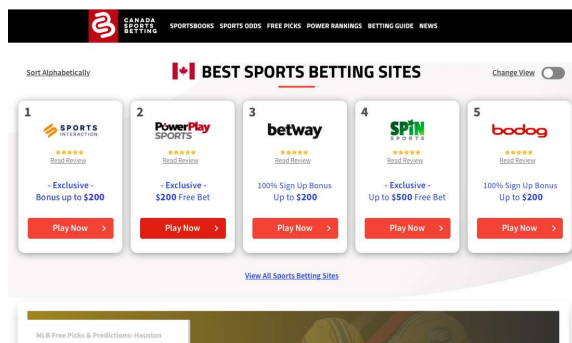 CANADA
SPORTS
BETTING
SPORTSBOOKS SPORTS ODDS FREE PICKS POWER RANKINGS BETTING GUIDE NEWS
Sort Alphabetically
BEST SPORTS BETTING SITES
Change View
1
SPORTS
INTERACTION
Read Review
- Exclusive -
Bonus up to $200
Play Now
2
PowerPlay
SPORTS
Read Review
- Exclusive -
$200 Free Bet
Play Now
3
betway
Read Review
100% Sign Up Bonus
Up to $200
Play Now
4
SPIN
SPORTS
Read Review
- Exclusive -
Up to $500 Free Bet
Play Now
5
bodog
Read Review
100% Sign Up Bonus
Up to $200
Play Now
View All Sports Betting Sites
MLB Free Picks & Predictions: Houston